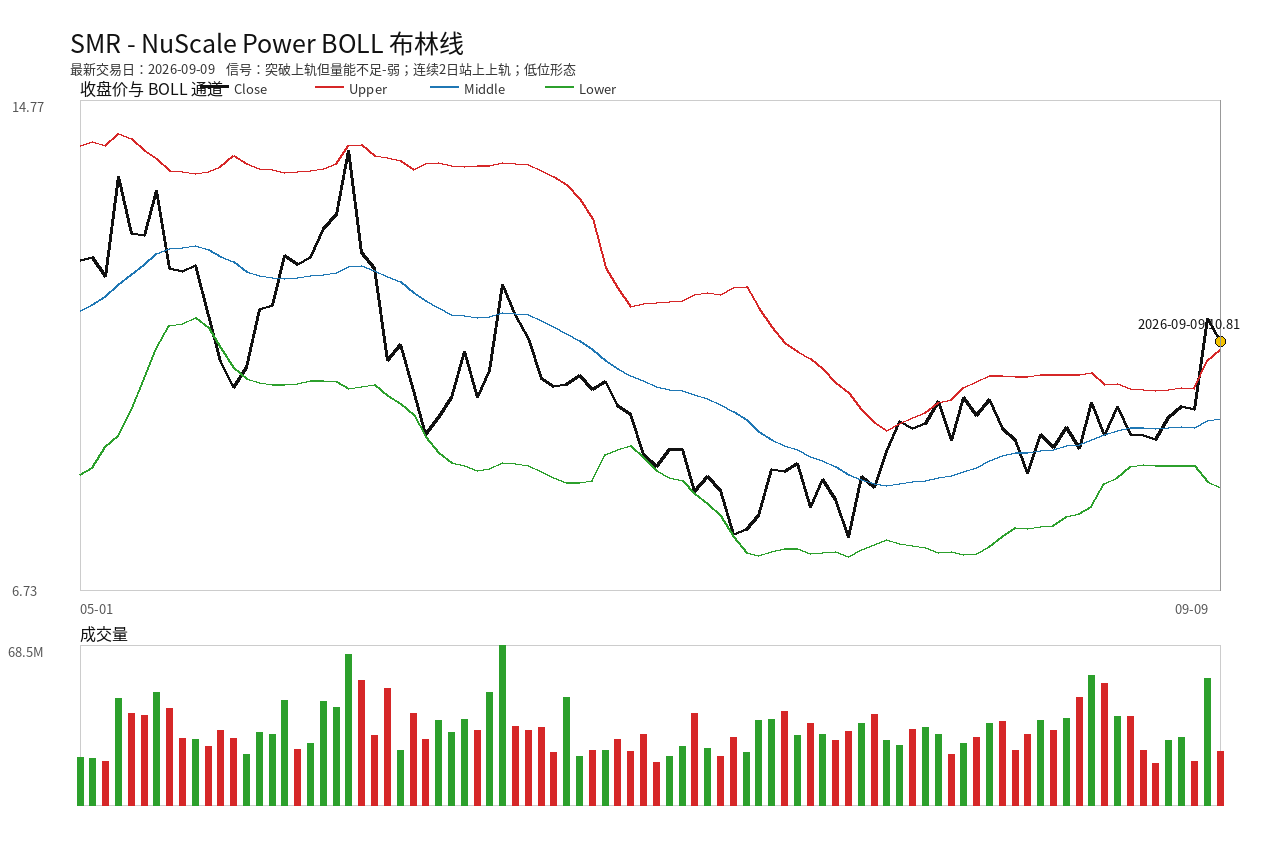 SMR - NuScale Power BOLL 布林线
最新交易日：2026-09-09 信号：突破上轨但量能不足-弱；连续2日站上上轨；低位形态
收盘价与 BOLL 通道 Close Upper Middle Lower
14.77
2026-09-09 10.81
6.73
05-01 09-09
成交量
68.5M